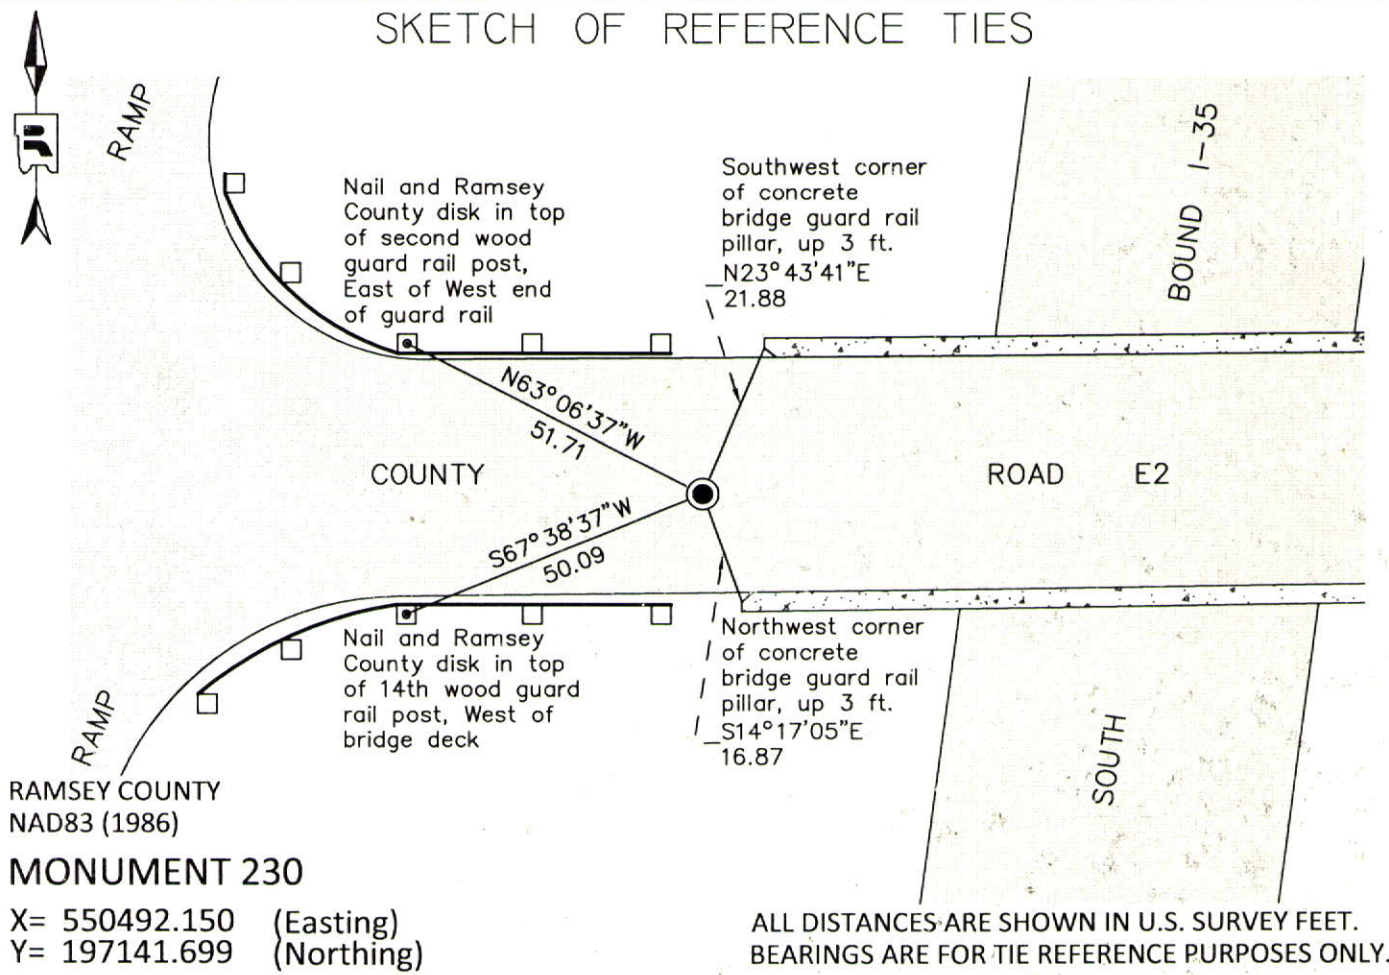 SKETCH OF REFERENCE TIES
RAMP
R
Nail and Ramsey
County disk in top
of second wood
guard rail post,
East of West end
of guard rail
Southwest corner
of concrete
bridge guard rail
pillar, up 3 ft.
N23°43'41"E
21.88
BOUND I-35
N63°06'37"W
51.71
COUNTY
ROAD E2
S67°38'37"W
50.09
Nail and Ramsey
County disk in top
of 14th wood guard
rail post, West of
bridge deck
Northwest corner
of concrete
bridge guard rail
pillar, up 3 ft.
S14°17'05"E
16.87
SOUTH
RAMP
RAMSEY COUNTY
NAD83 (1986)
MONUMENT 230
X= 550492.150 (Easting)
Y= 197141.699 (Northing)
ALL DISTANCES ARE SHOWN IN U.S. SURVEY FEET.
BEARINGS ARE FOR TIE REFERENCE PURPOSES ONLY.